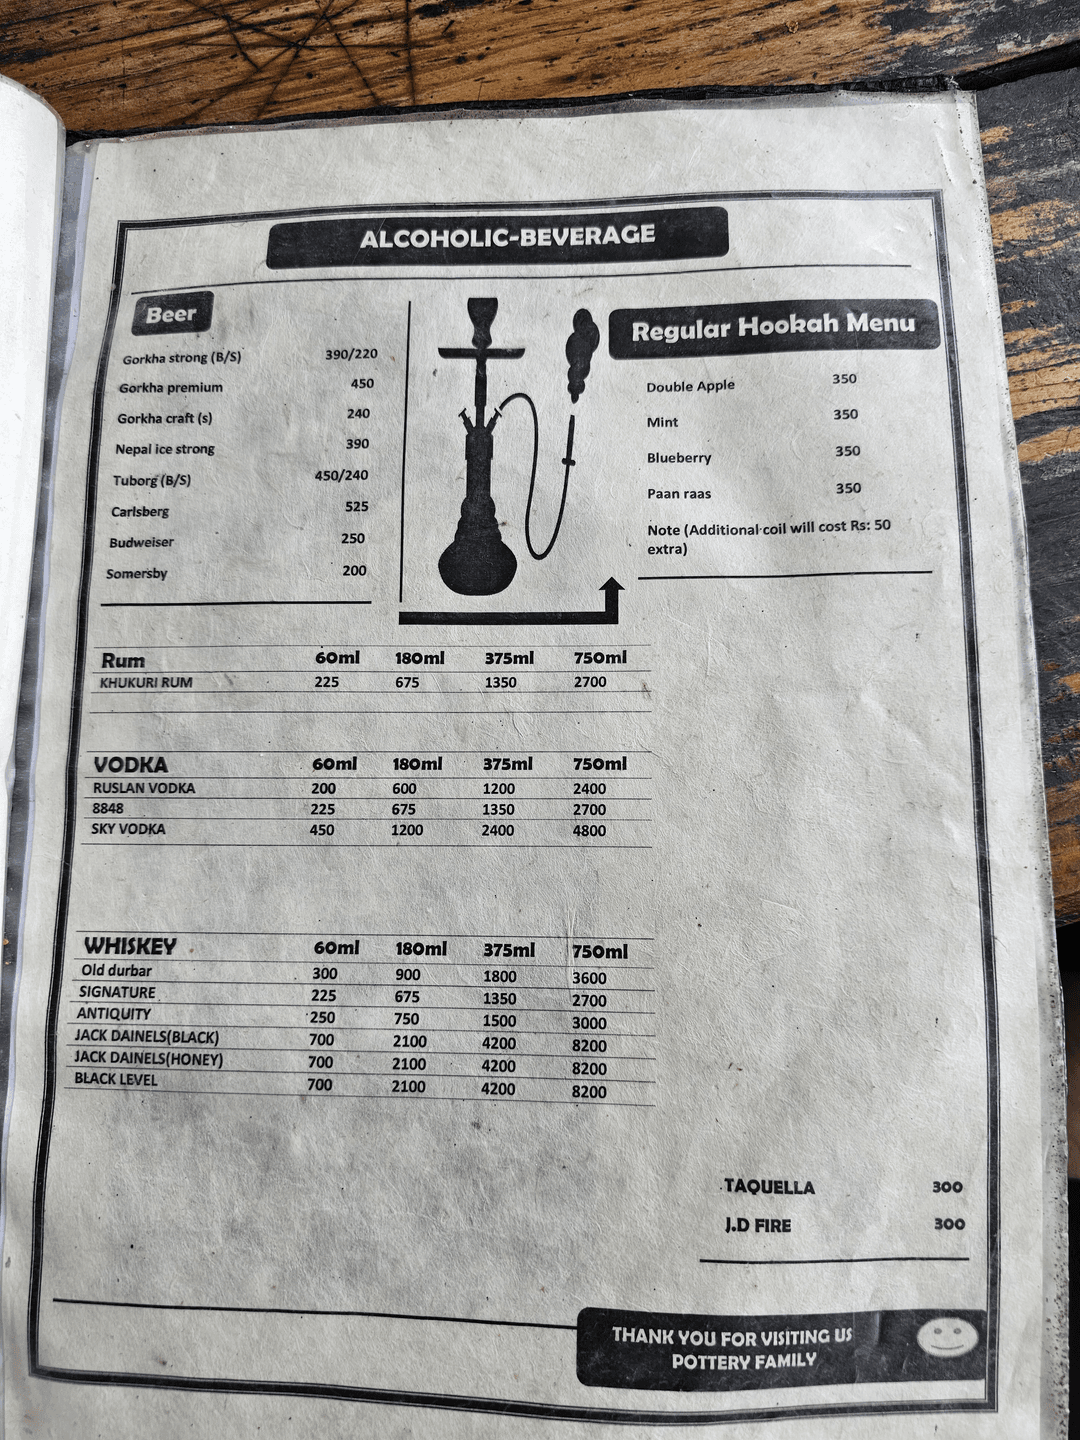 ALCOHOLIC-BEVERAGE
Beer
Gorkha strong (B/S) 390/220
Gorkha premium 450
Gorkha craft (s) 240
Nepal ice strong 390
Tuborg (B/S) 450/240
Carlsberg 525
Budweiser 250
Somersby 200
Regular Hookah Menu
Double Apple 350
Mint 350
Blueberry 350
Paan raas 350
Note (Additional coil will cost Rs: 50
extra)
Rum 60ml 180ml 375ml 750ml
KHUKURI RUM 225 675 1350 2700
VODKA 60ml 180ml 375ml 750ml
RUSLAN VODKA 200 600 1200 2400
8848 225 675 1350 2700
SKY VODKA 450 1200 2400 4800
WHISKEY 60ml 180ml 375ml 750ml
Old durbar 300 900 1800 3600
SIGNATURE 225 675 1350 2700
ANTIQUITY 250 750 1500 3000
JACK DAINELS(BLACK) 700 2100 4200 8200
JACK DAINELS(HONEY) 700 2100 4200 8200
BLACK LEVEL 700 2100 4200 8200
TAQUELLA 300
J.D FIRE 300
THANK YOU FOR VISITING US
POTTERY FAMILY